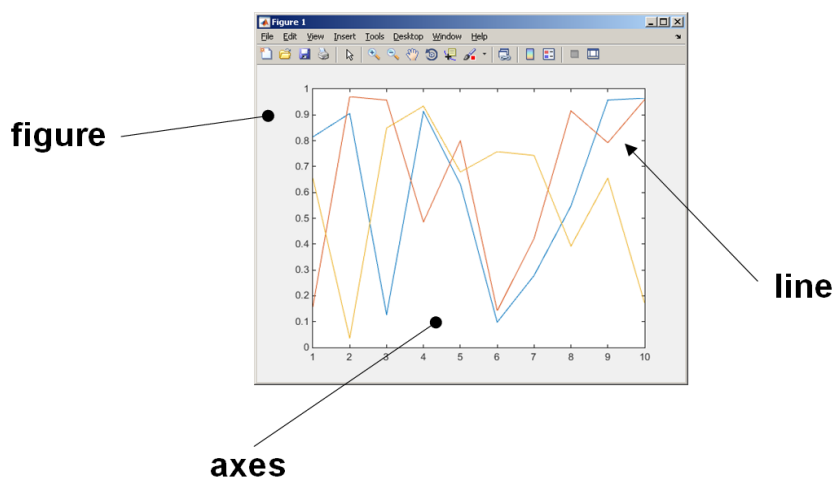 Figure 1
File Edit View Insert Tools Desktop Window Help
figure
1
0.9
0.8
0.7
0.6
0.5
0.4
0.3
0.2
0.1
0
1 2 3 4 5 6 7 8 9 10
line
axes